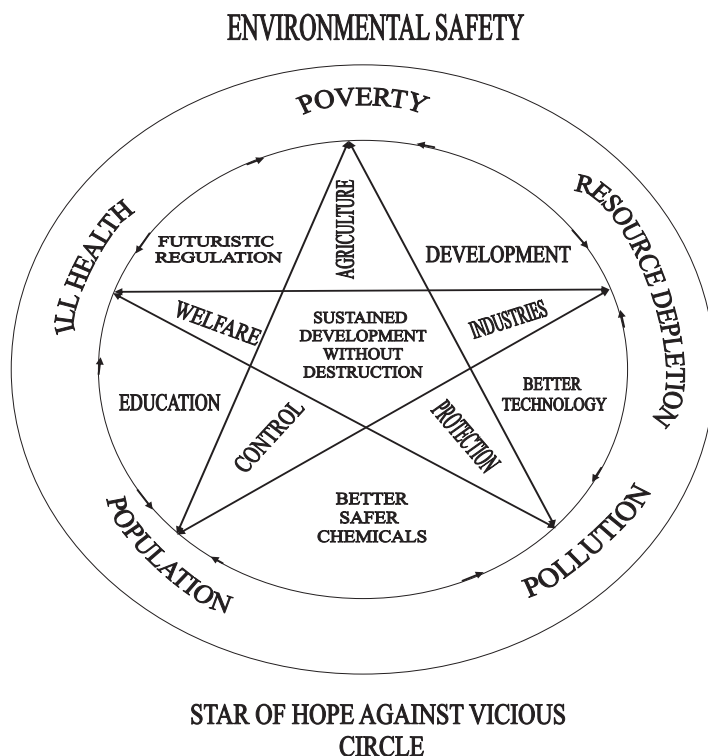 ENVIRONMENTAL SAFETY
POVERTY
ILL HEALTH
RESOURCE DEPLETION
AGRICULTURE
FUTURISTIC
REGULATION
DEVELOPMENT
WELFARE
SUSTAINED
DEVELOPMENT
WITHOUT
DESTRUCTION
INDUSTRIES
EDUCATION
BETTER
TECHNOLOGY
CONTROL
PROTECTION
BETTER
SAFER
CHEMICALS
POPULATION
POLLUTION
STAR OF HOPE AGAINST VICIOUS
CIRCLE